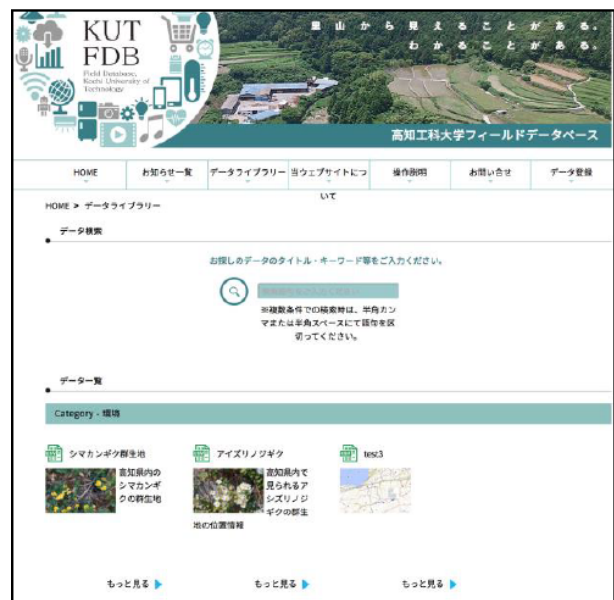 KUT
FDB
Field Database,
Kochi University of
Technology
里山から見えることがある。
わかることがある。
高知工科大学フィールドデータベース
HOME
お知らせ一覧
データライブラリー
当ウェブサイトにつ
いて
操作説明
お問い合せ
データ登録
HOME > データライブラリー
データ検索
お探しのデータのタイトル・キーワード等をご入力ください。
※複数条件での検索時は、半角カン
マまたは半角スペースにて語句を区
切ってください。
データ一覧
Category - 環境
シマカンギク群生地
高知県内の
シマカンギ
クの群生地
アイズリノジギク
高知県内で
見られるア
シズリノジ
ギクの群生
地の位置情報
test3
もっと見る
もっと見る
もっと見る